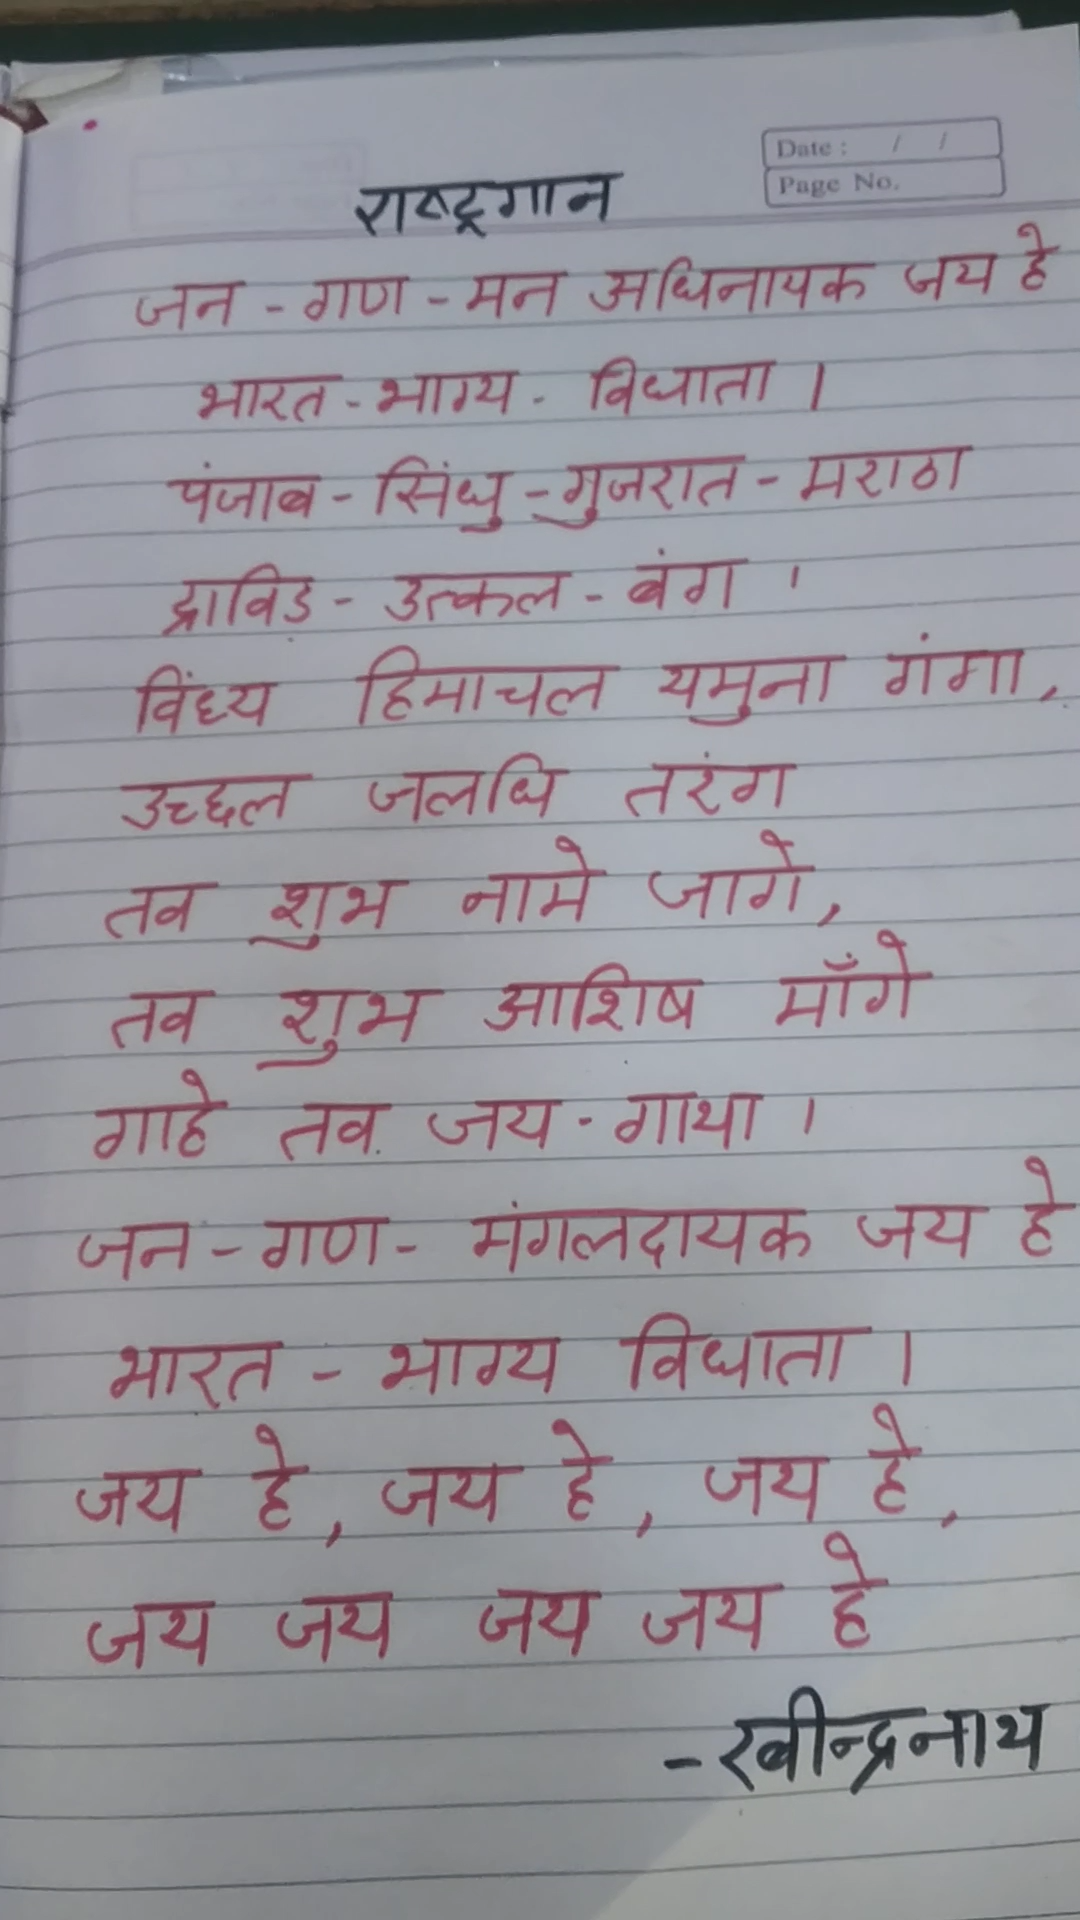 Date : / /
Page No.
राष्ट्रगान
जन - गण - मन अधिनायक जय हे
भारत - भाग्य - विधाता ।
पंजाब - सिंधु - गुजरात - मराठा
द्राविड - उत्कल - बंग ।
विंध्य हिमाचल यमुना गंगा,
उच्छल जलधि तरंग
तव शुभ नामे जागे,
तव शुभ आशिष माँगे
गाहे तव जय - गाथा ।
जन - गण - मंगलदायक जय हे
भारत - भाग्य विधाता ।
जय हे, जय हे, जय हे,
जय जय जय जय हे
- रबीन्द्रनाथ